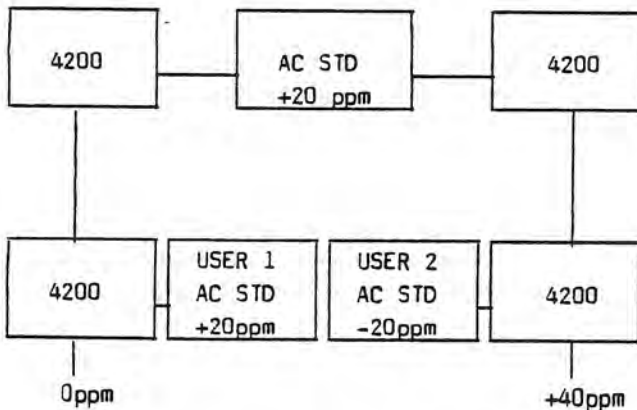 4200
AC STD
+20 ppm
4200
4200
USER 1
AC STD
+20ppm
USER 2
AC STD
-20ppm
4200
0ppm
+40ppm